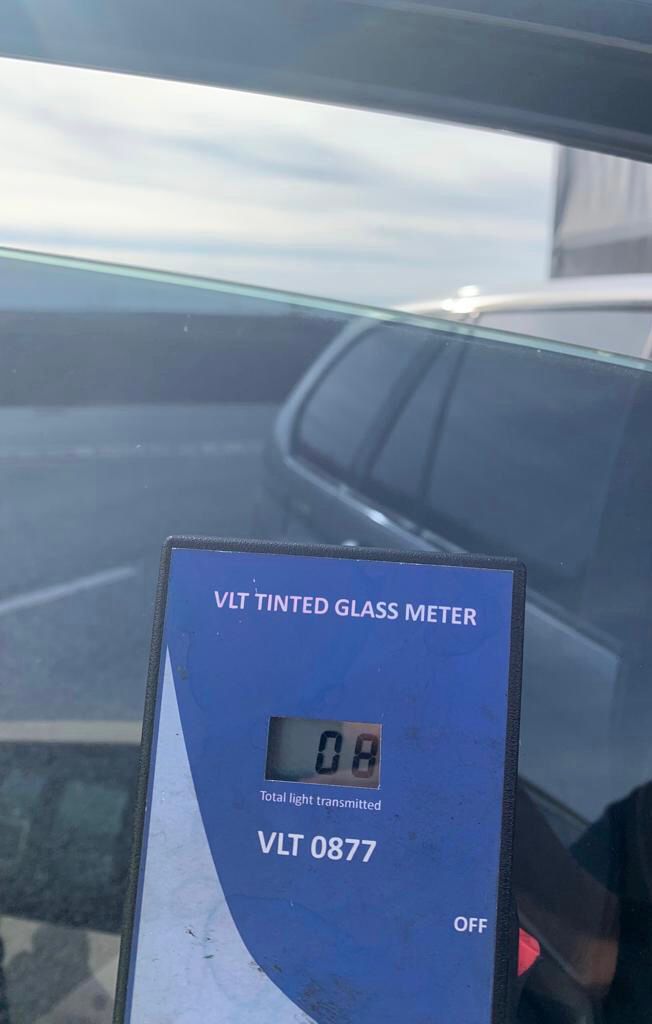 VLT TINTED GLASS METER
08
Total light transmitted
VLT 0877
OFF